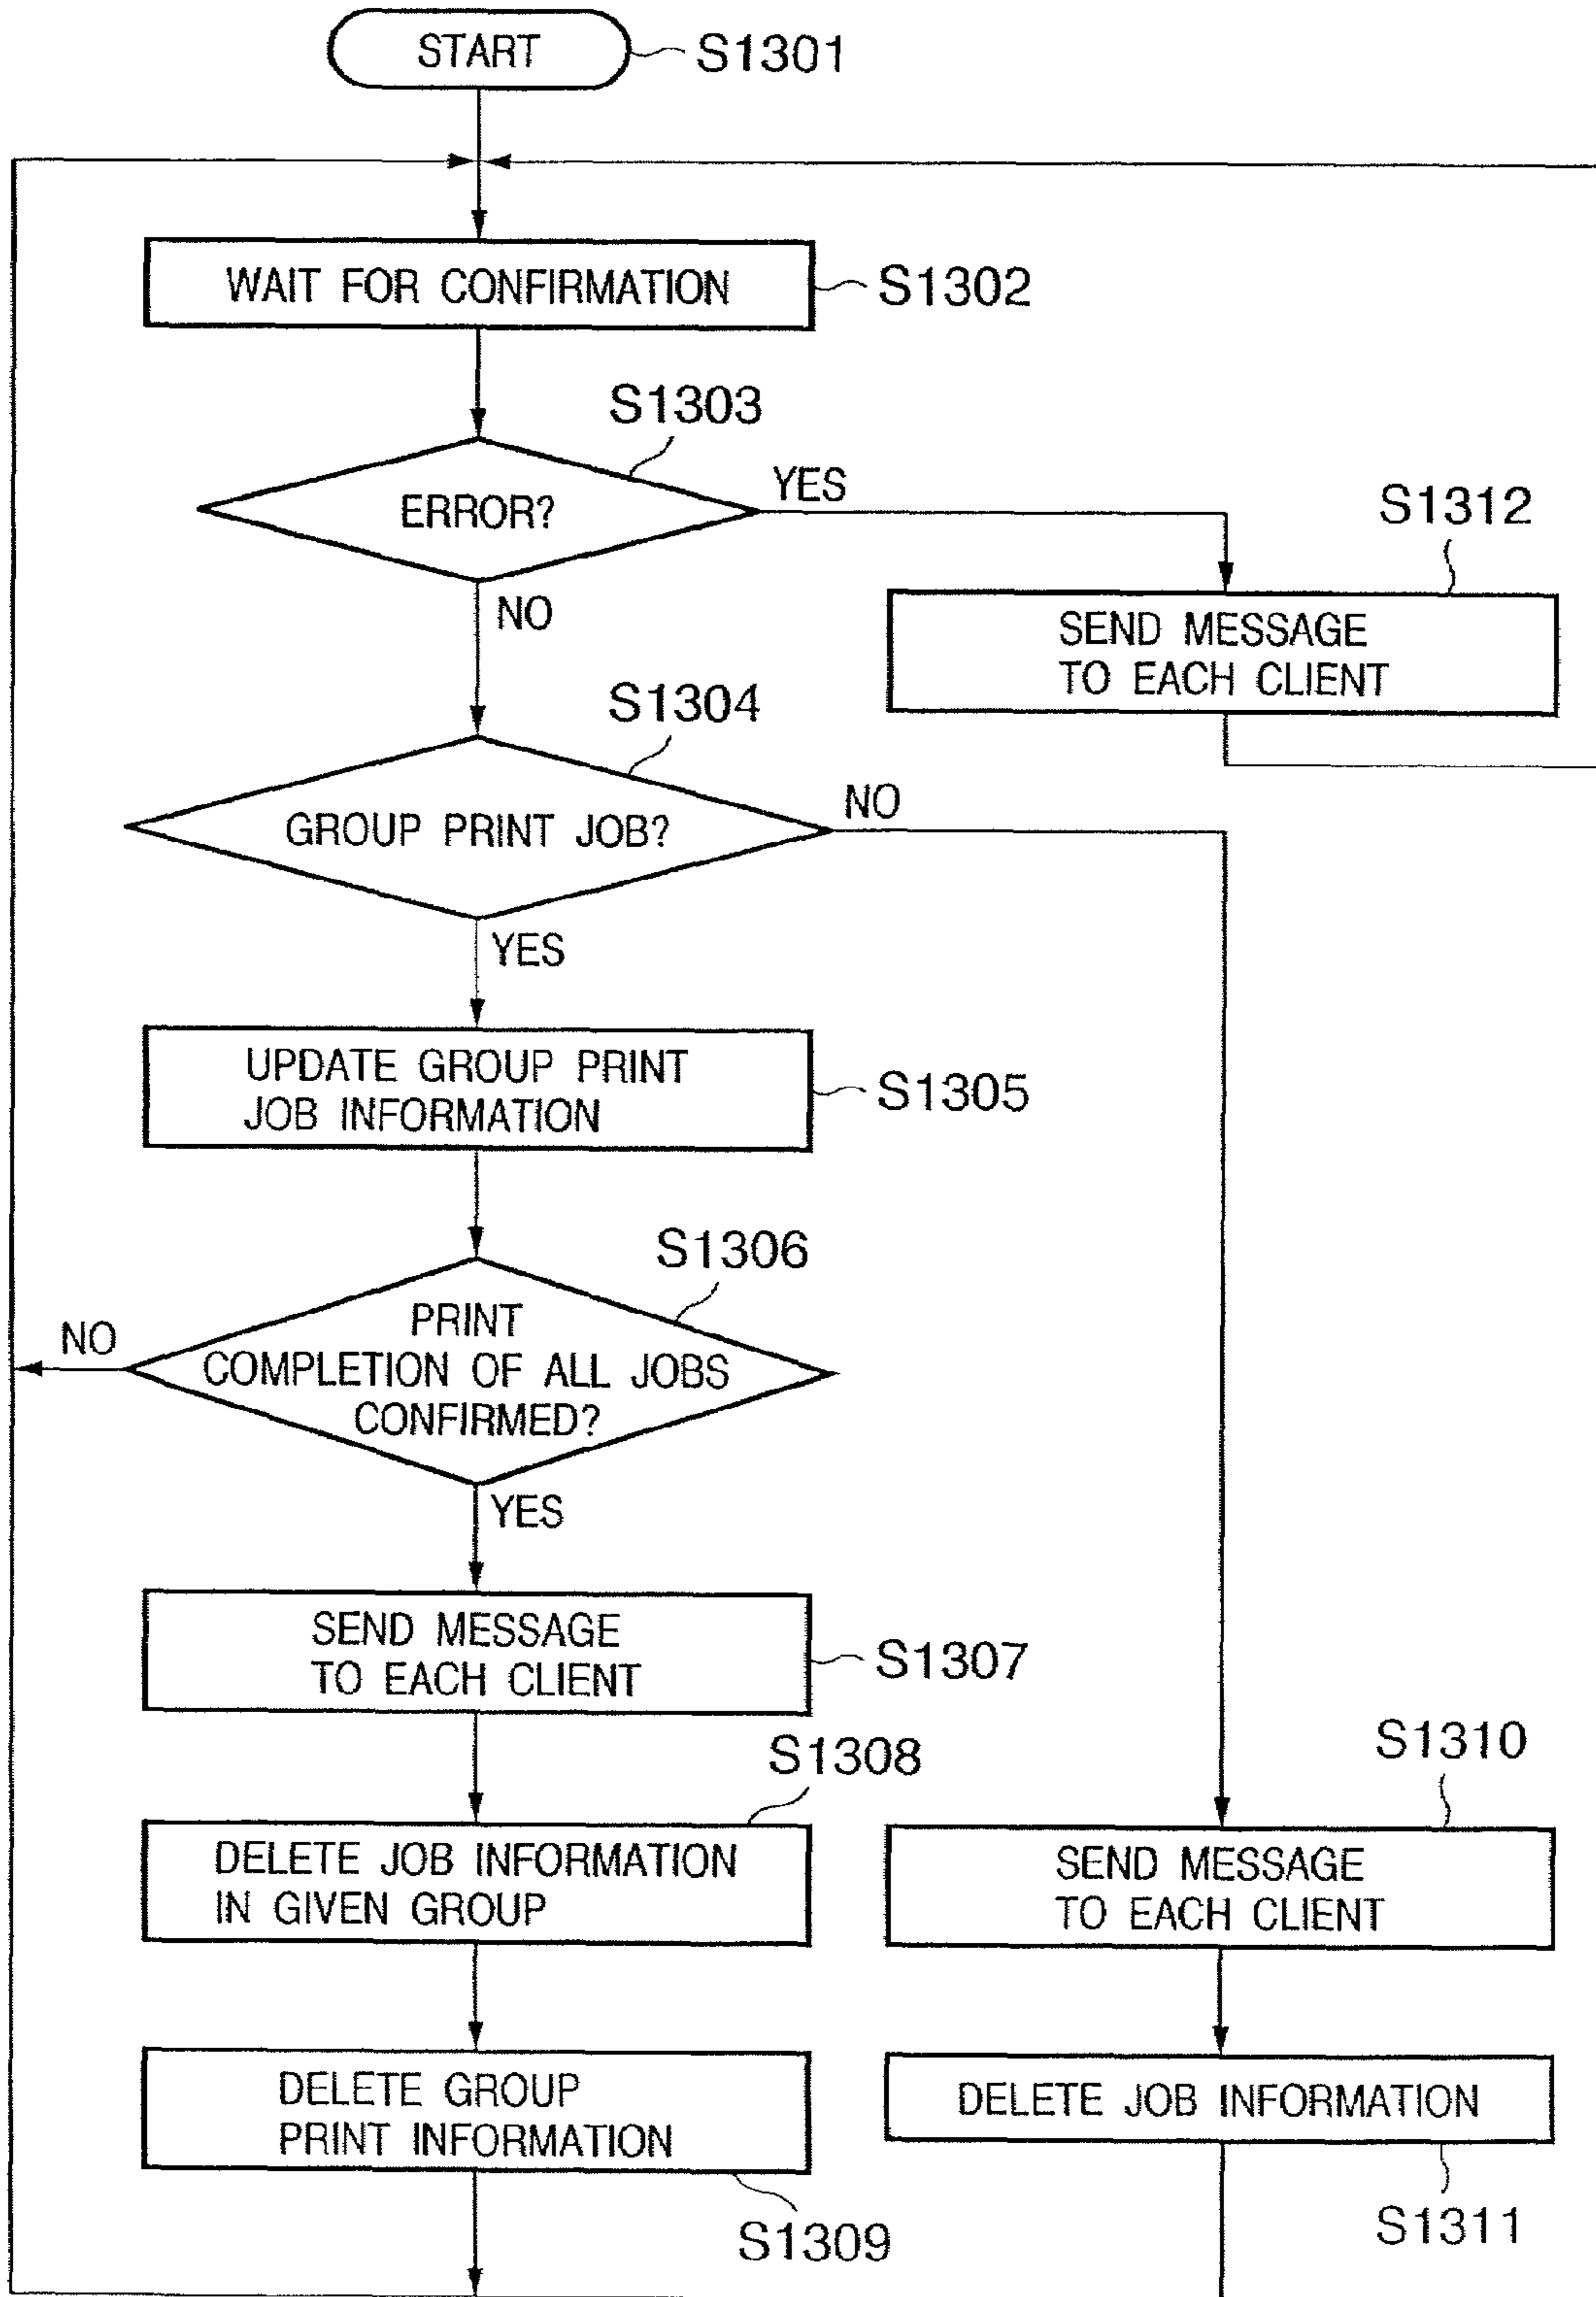 START
S1301
WAIT FOR CONFIRMATION
S1302
S1303
ERROR?
YES
NO
S1312
SEND MESSAGE
TO EACH CLIENT
S1304
GROUP PRINT JOB?
NO
YES
UPDATE GROUP PRINT
JOB INFORMATION
S1305
S1306
PRINT
COMPLETION OF ALL JOBS
CONFIRMED?
NO
YES
SEND MESSAGE
TO EACH CLIENT
S1307
S1308
DELETE JOB INFORMATION
IN GIVEN GROUP
S1310
SEND MESSAGE
TO EACH CLIENT
DELETE GROUP
PRINT INFORMATION
S1309
DELETE JOB INFORMATION
S1311